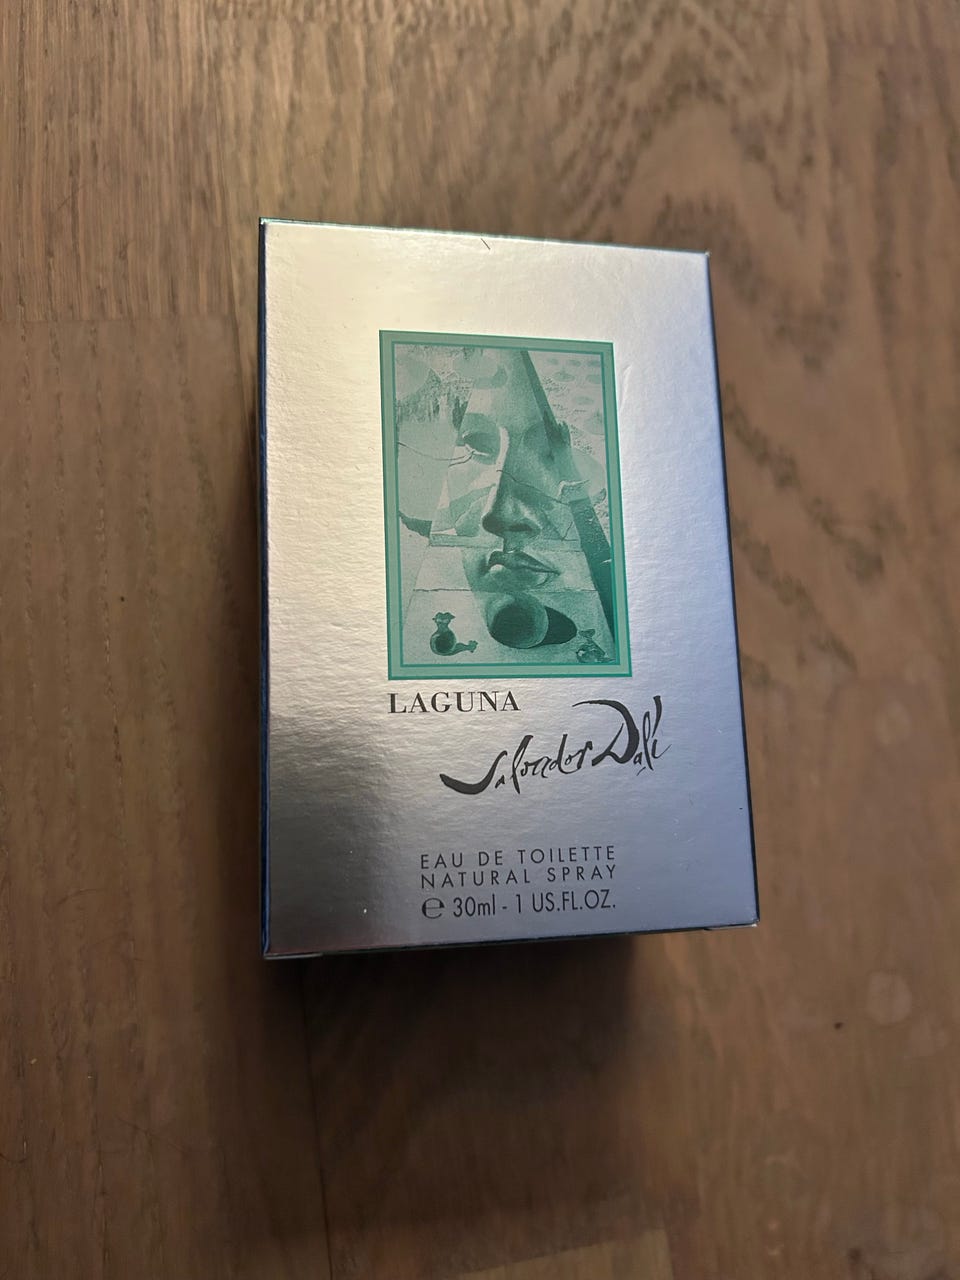 LAGUNA
Salvador Dalí
EAU DE TOILETTE
NATURAL SPRAY
℮ 30ml - 1 US.FL.OZ.